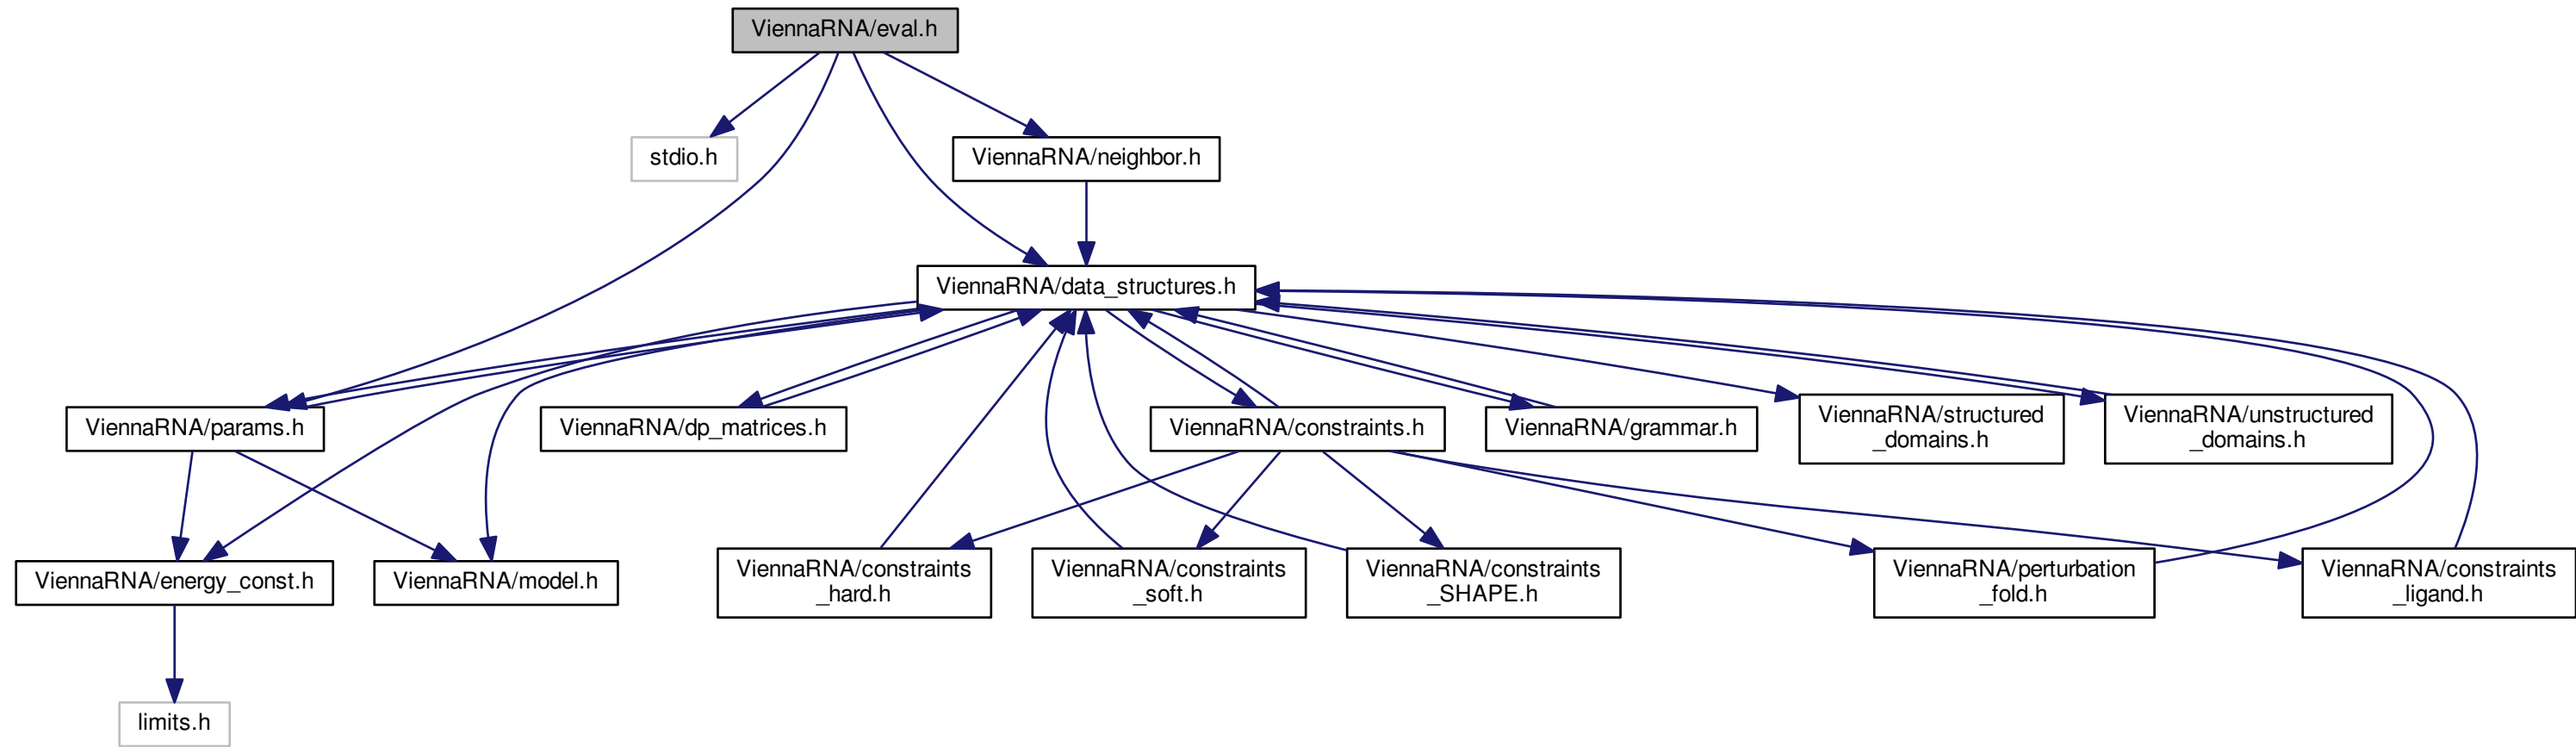 ViennaRNA/eval.h
stdio.h
ViennaRNA/neighbor.h
ViennaRNA/data_structures.h
ViennaRNA/params.h
ViennaRNA/dp_matrices.h
ViennaRNA/constraints.h
ViennaRNA/grammar.h
ViennaRNA/structured
_domains.h
ViennaRNA/unstructured
_domains.h
ViennaRNA/energy_const.h
ViennaRNA/model.h
ViennaRNA/constraints
_hard.h
ViennaRNA/constraints
_soft.h
ViennaRNA/constraints
_SHAPE.h
ViennaRNA/perturbation
_fold.h
ViennaRNA/constraints
_ligand.h
limits.h